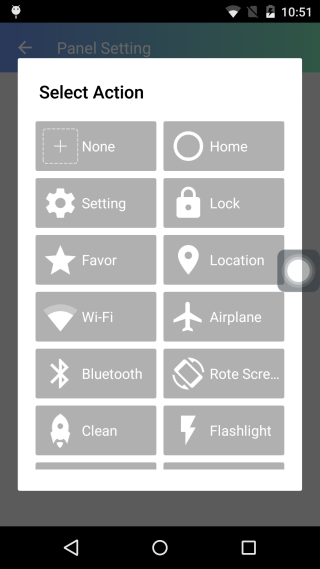 10:51
Panel Setting
Select Action
None
Home
Setting
Lock
Favor
Location
Wi-Fi
Airplane
Bluetooth
Rote Scre...
Clean
Flashlight